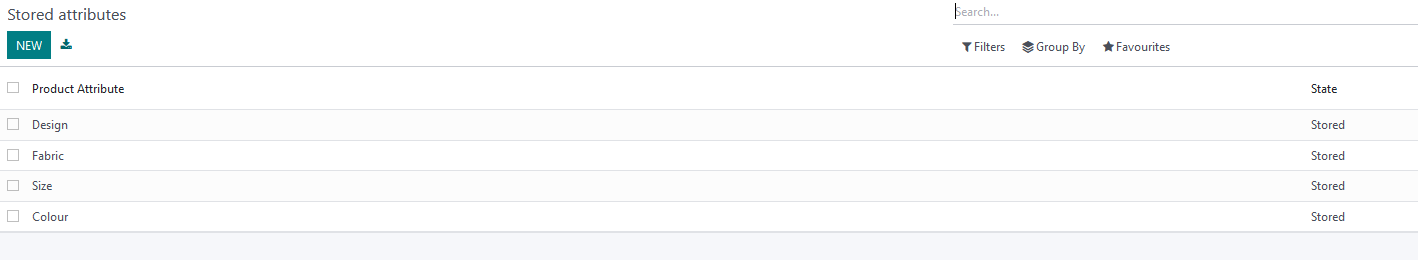 Stored attributes
Search...
NEW
Filters Group By Favourites
Product Attribute State
Design Stored
Fabric Stored
Size Stored
Colour Stored